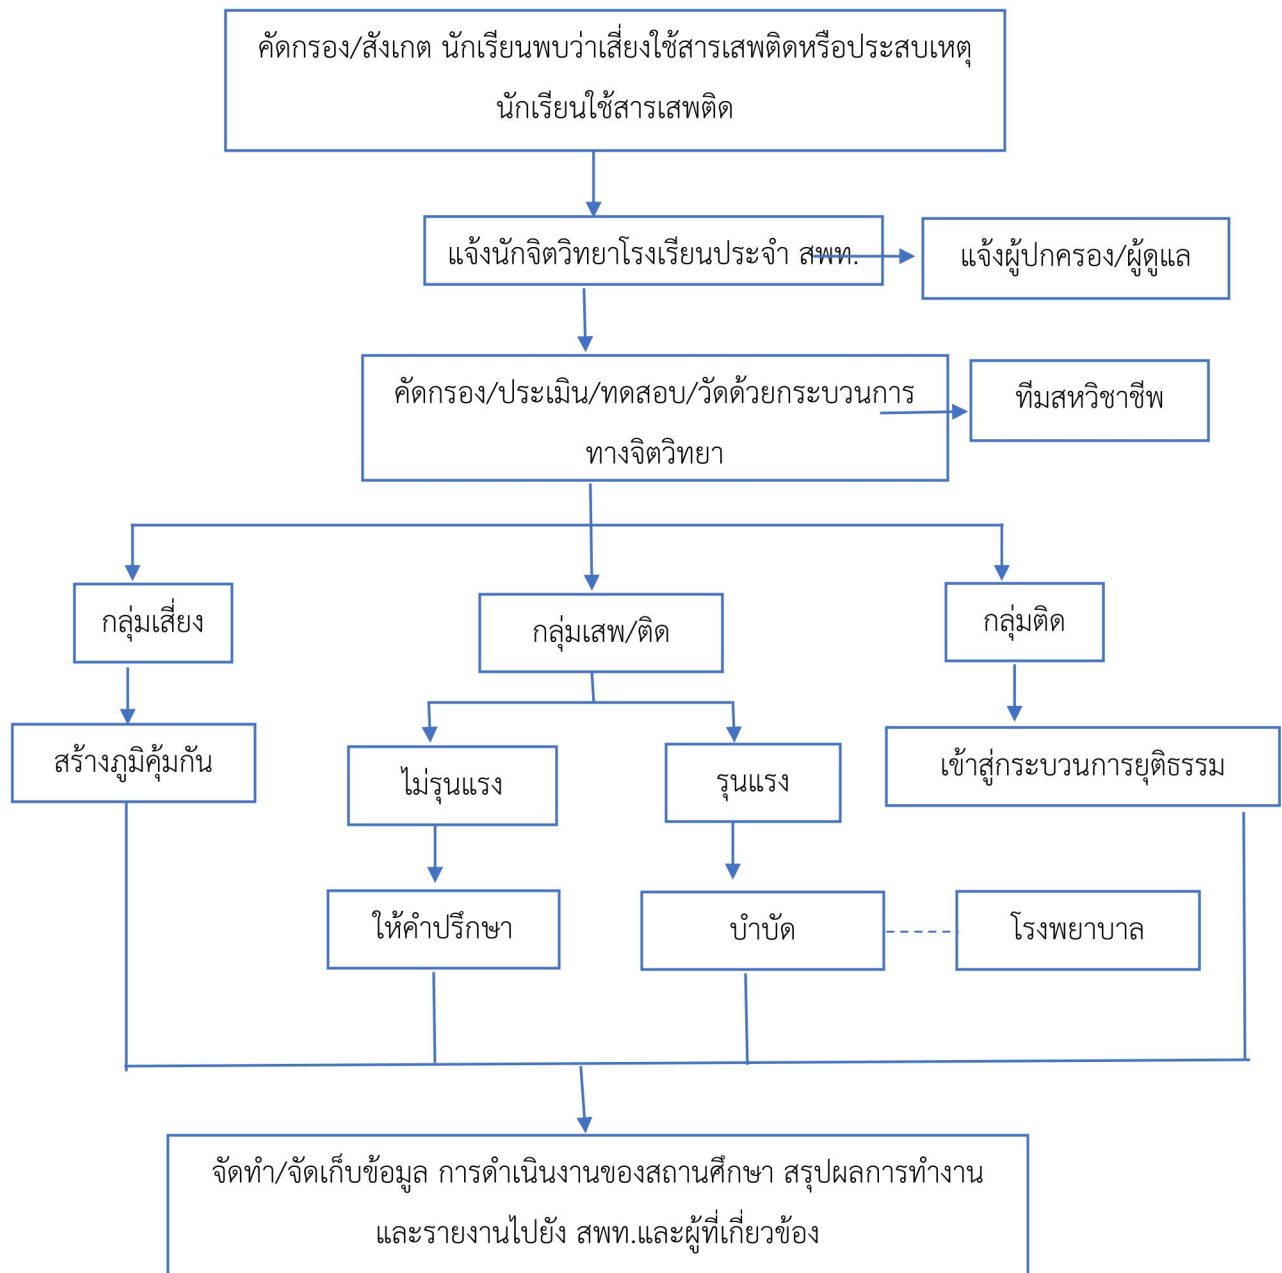 คัดกรอง/สังเกต นักเรียนพบว่าเสี่ยงใช้สารเสพติดหรือประสบเหตุ
นักเรียนใช้สารเสพติด
แจ้งนักจิตวิทยาโรงเรียนประจำ สพท.
แจ้งผู้ปกครอง/ผู้ดูแล
คัดกรอง/ประเมิน/ทดสอบ/วัดด้วยกระบวนการ
ทางจิตวิทยา
ทีมสหวิชาชีพ
กลุ่มเสี่ยง
กลุ่มเสพ/ติด
กลุ่มติด
สร้างภูมิคุ้มกัน
ไม่รุนแรง
รุนแรง
เข้าสู่กระบวนการยุติธรรม
ให้คำปรึกษา
บำบัด
โรงพยาบาล
จัดทำ/จัดเก็บข้อมูล การดำเนินงานของสถานศึกษา สรุปผลการทำงาน
และรายงานไปยัง สพท.และผู้ที่เกี่ยวข้อง